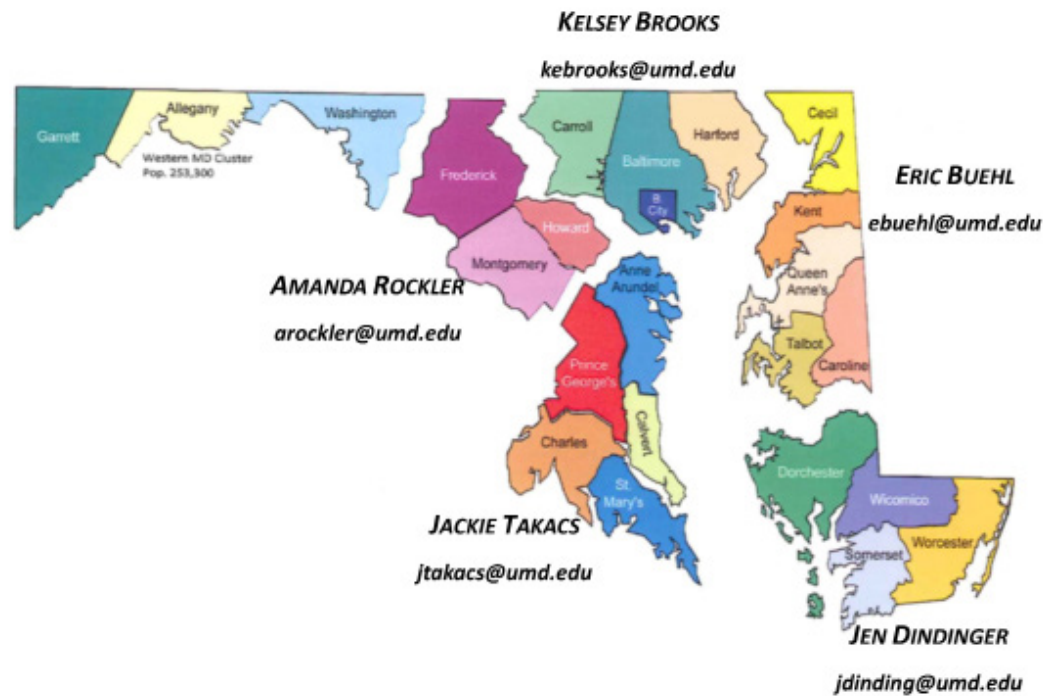 KELSEY BROOKS
kebrooks@umd.edu
Garrett
Allegany
Washington
Western MD Cluster
Pop. 253,300
Frederick
Carroll
Baltimore
B.
City
Harford
Cecil
ERIC BUEHL
ebuehl@umd.edu
Kent
Queen
Anne's
Talbot
Caroline
Howard
Montgomery
AMANDA ROCKLER
arockler@umd.edu
Anne
Arundel
Prince
George's
Charles
Calvert
St.
Mary's
JACKIE TAKACS
jtakacs@umd.edu
Dorchester
Wicomico
Somerset
Worcester
JEN DINDINGER
jdinding@umd.edu